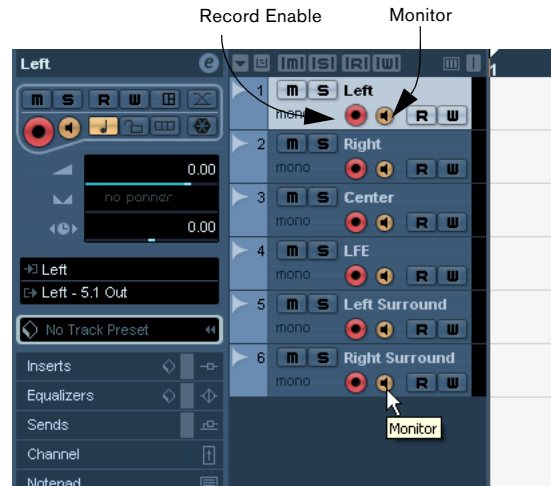 Record Enable Monitor
Left e |m| |S| |R| |W| 1
m S R W
0.00
no panner
0.00
Left
Left - 5.1 Out
No Track Preset
Inserts
Equalizers
Sends
Channel
Notepad
1 m S Left
mono R W
2 m S Right
mono R W
3 m S Center
mono R W
4 m S LFE
mono R W
5 m S Left Surround
mono R W
6 m S Right Surround
mono R W
Monitor